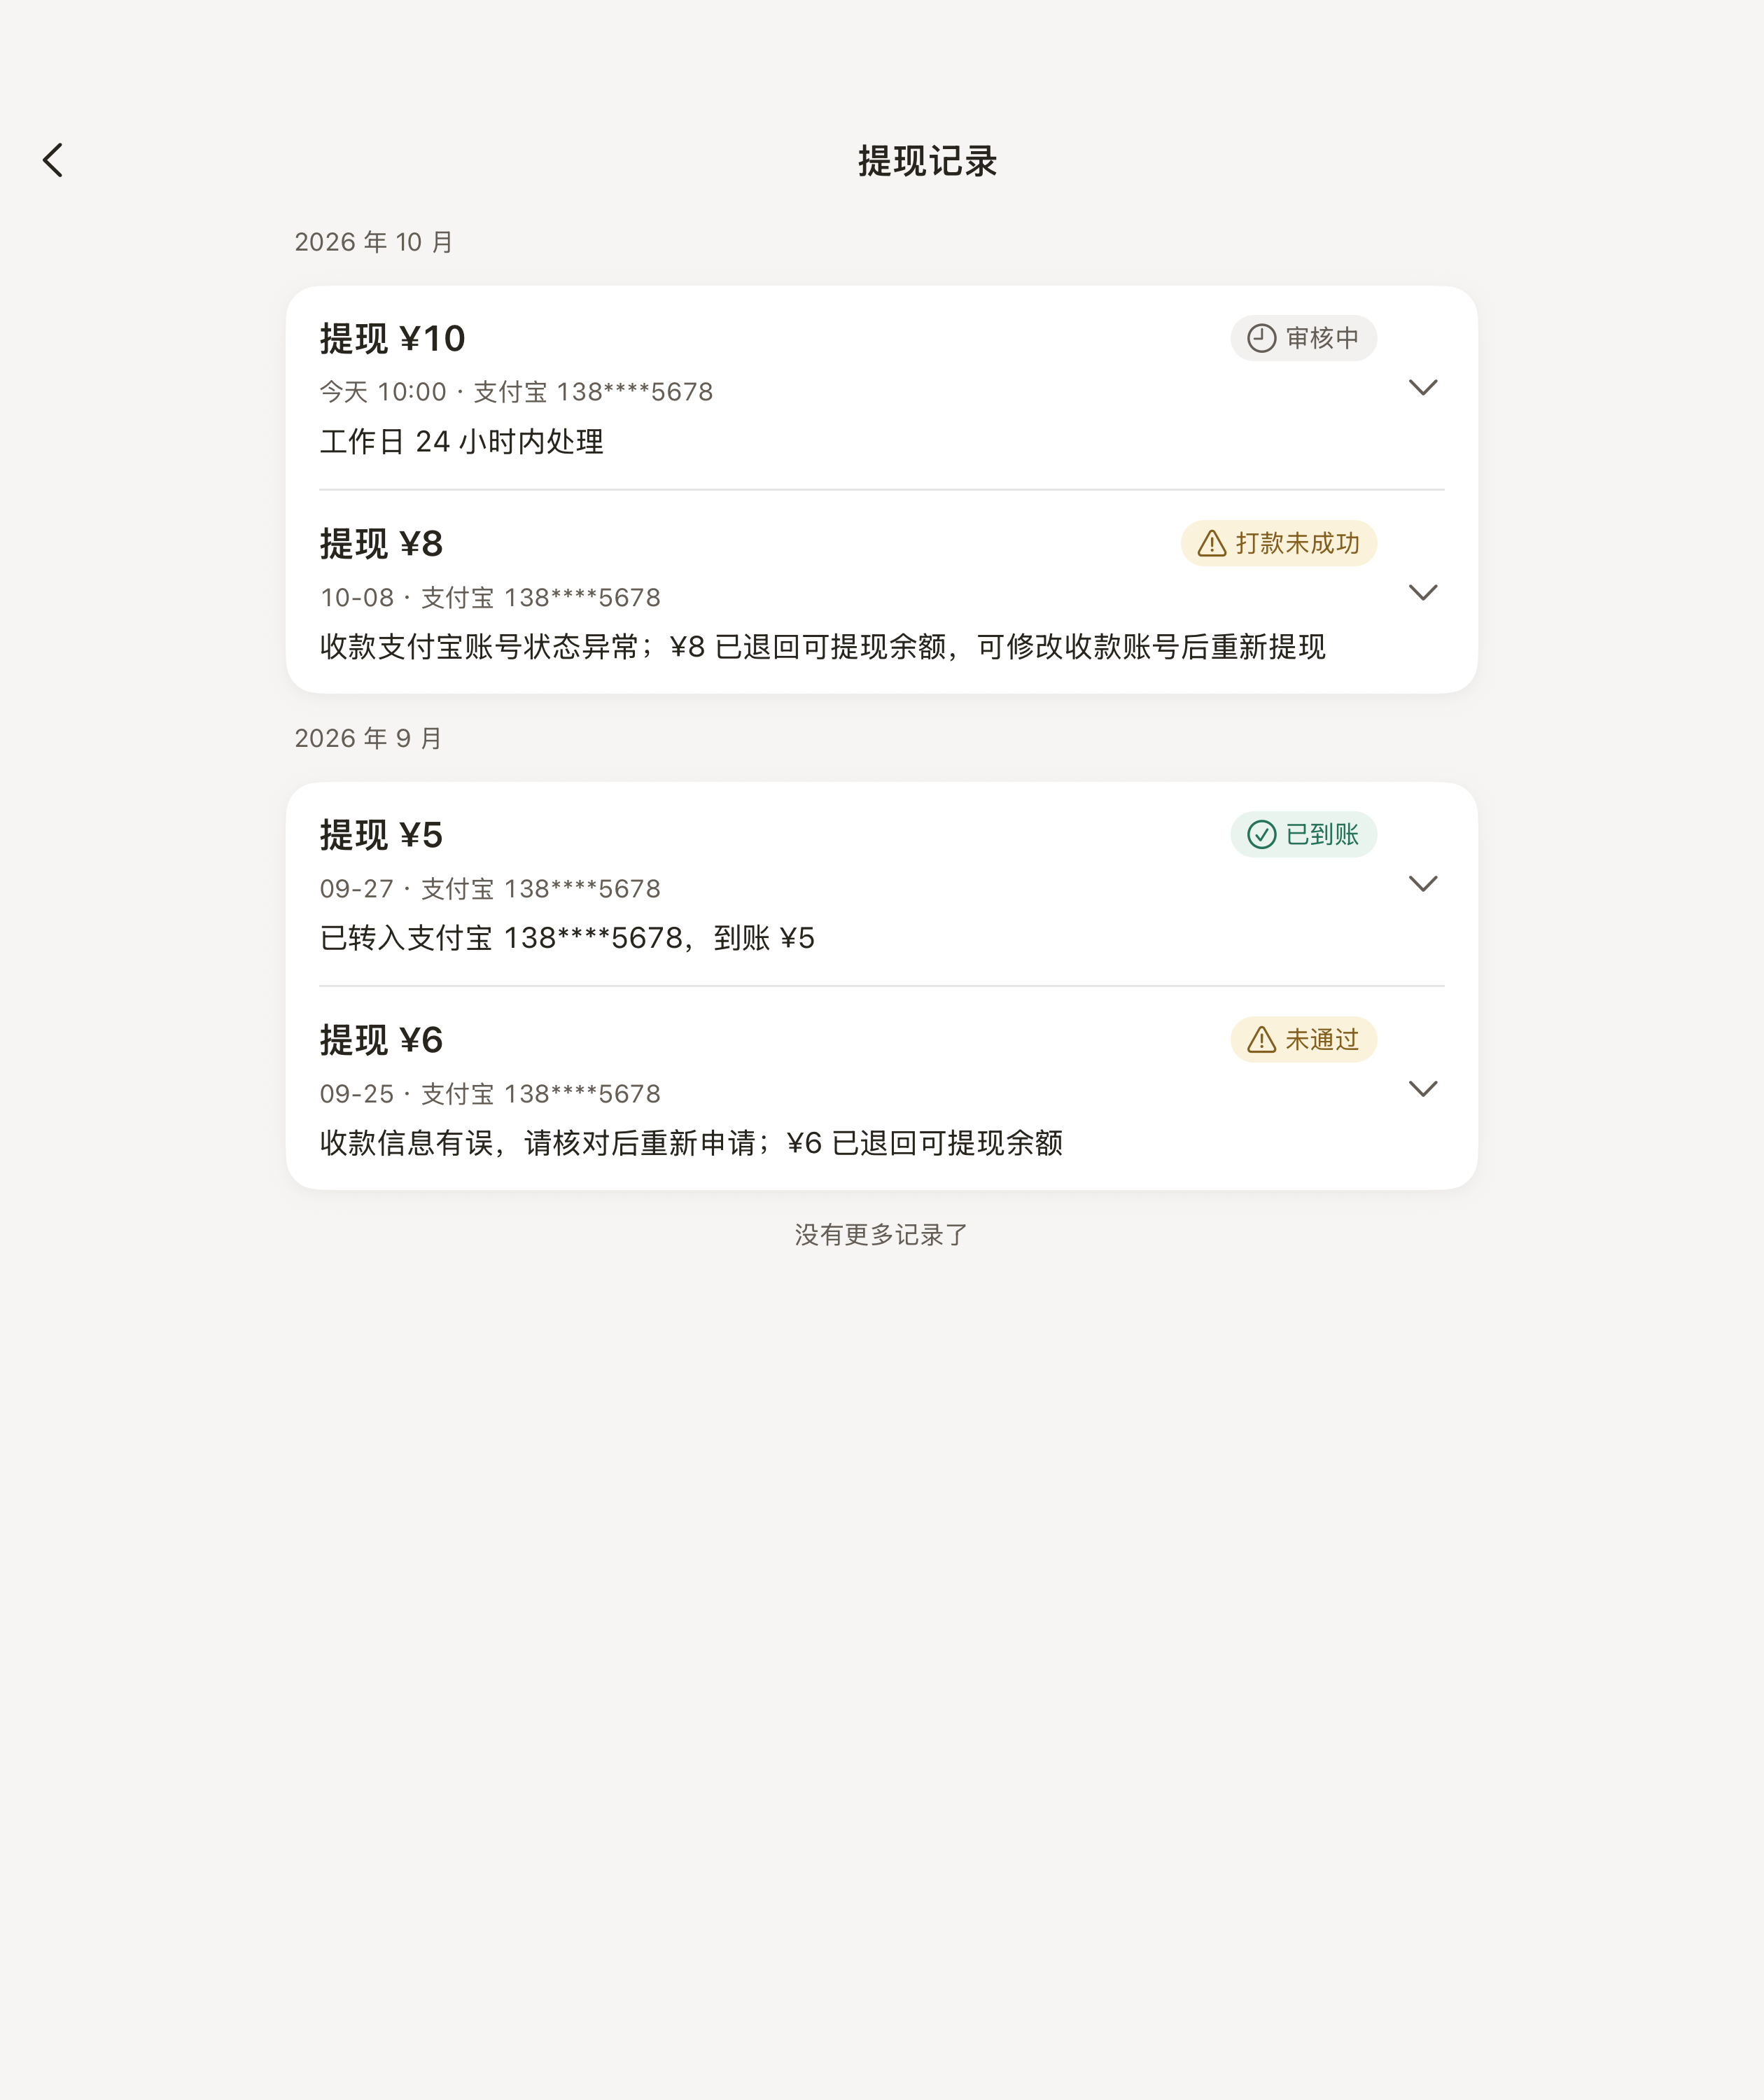 提现记录
2026 年 10 月
提现 ¥10
审核中
今天 10:00 · 支付宝 138****5678
工作日 24 小时内处理
提现 ¥8
打款未成功
10-08 · 支付宝 138****5678
收款支付宝账号状态异常；¥8 已退回可提现余额，可修改收款账号后重新提现
2026 年 9 月
提现 ¥5
已到账
09-27 · 支付宝 138****5678
已转入支付宝 138****5678，到账 ¥5
提现 ¥6
未通过
09-25 · 支付宝 138****5678
收款信息有误，请核对后重新申请；¥6 已退回可提现余额
没有更多记录了